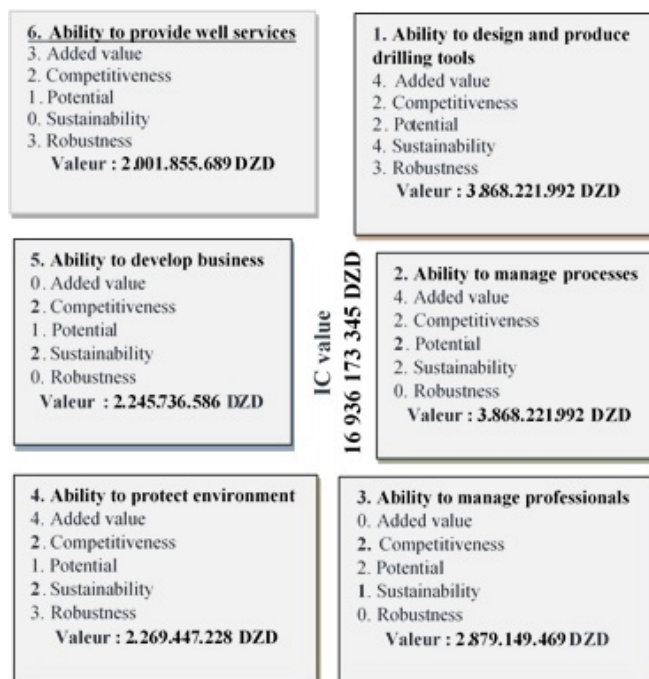 6. Ability to provide well services
3. Added value
2. Competitiveness
1. Potential
0. Sustainability
3. Robustness
Valeur : 2.001.855.689 DZD
1. Ability to design and produce
drilling tools
4. Added value
2. Competitiveness
2. Potential
4. Sustainability
3. Robustness
Valeur : 3.868.221.992 DZD
5. Ability to develop business
0. Added value
2. Competitiveness
1. Potential
2. Sustainability
0. Robustness
Valeur : 2.245.736.586 DZD
IC value
16 936 173 345 DZD
2. Ability to manage processes
4. Added value
2. Competitiveness
2. Potential
2. Sustainability
0. Robustness
Valeur : 3.868.221.992 DZD
4. Ability to protect environment
4. Added value
2. Competitiveness
1. Potential
2. Sustainability
3. Robustness
Valeur : 2.269.447.228 DZD
3. Ability to manage professionals
0. Added value
2. Competitiveness
2. Potential
1. Sustainability
0. Robustness
Valeur : 2.879.149.469 DZD